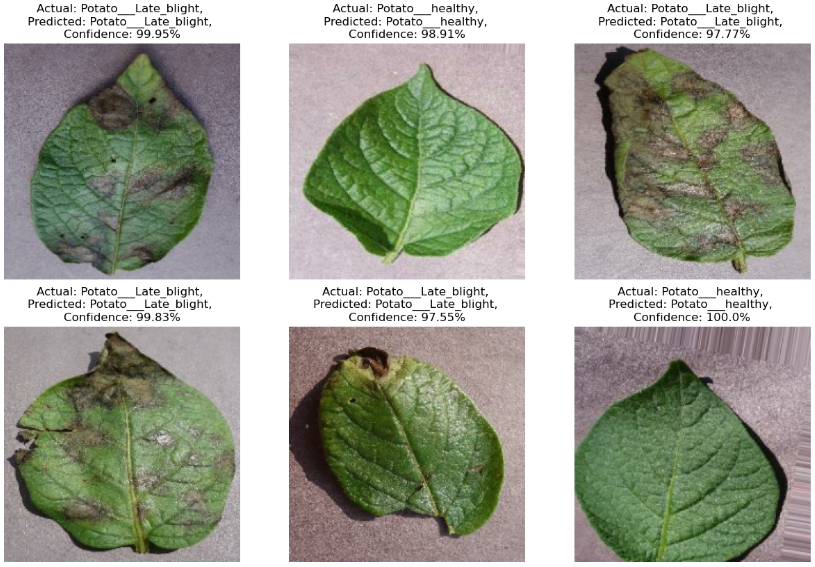 Actual: Potato___Late_blight,
Predicted: Potato___Late_blight,
Confidence: 99.95%
Actual: Potato___healthy,
Predicted: Potato___healthy,
Confidence: 98.91%
Actual: Potato___Late_blight,
Predicted: Potato___Late_blight,
Confidence: 97.77%
Actual: Potato___Late_blight,
Predicted: Potato___Late_blight,
Confidence: 99.83%
Actual: Potato___Late_blight,
Predicted: Potato___Late_blight,
Confidence: 97.55%
Actual: Potato___healthy,
Predicted: Potato___healthy,
Confidence: 100.0%